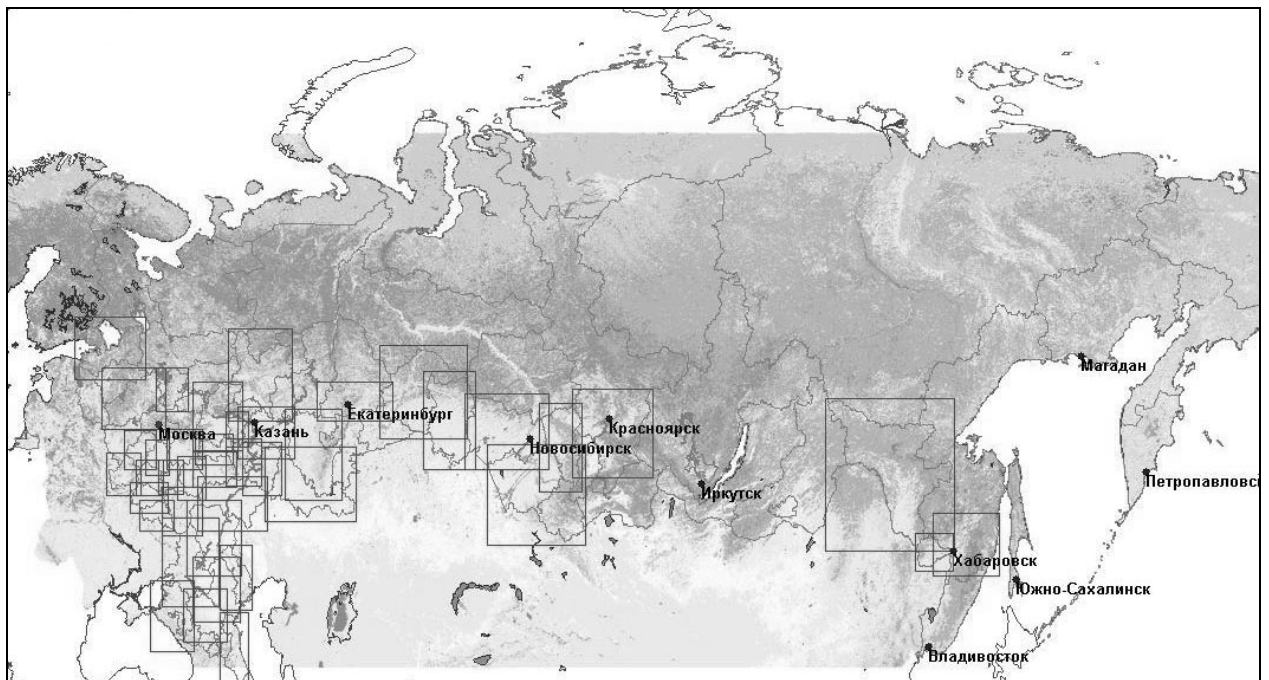 Магадан
Екатеринбург
Казань
Москва
Красноярск
Новосибирск
Петропавловс
Иркутск
Хабаровск
Южно-Сахалинск
Владивосток